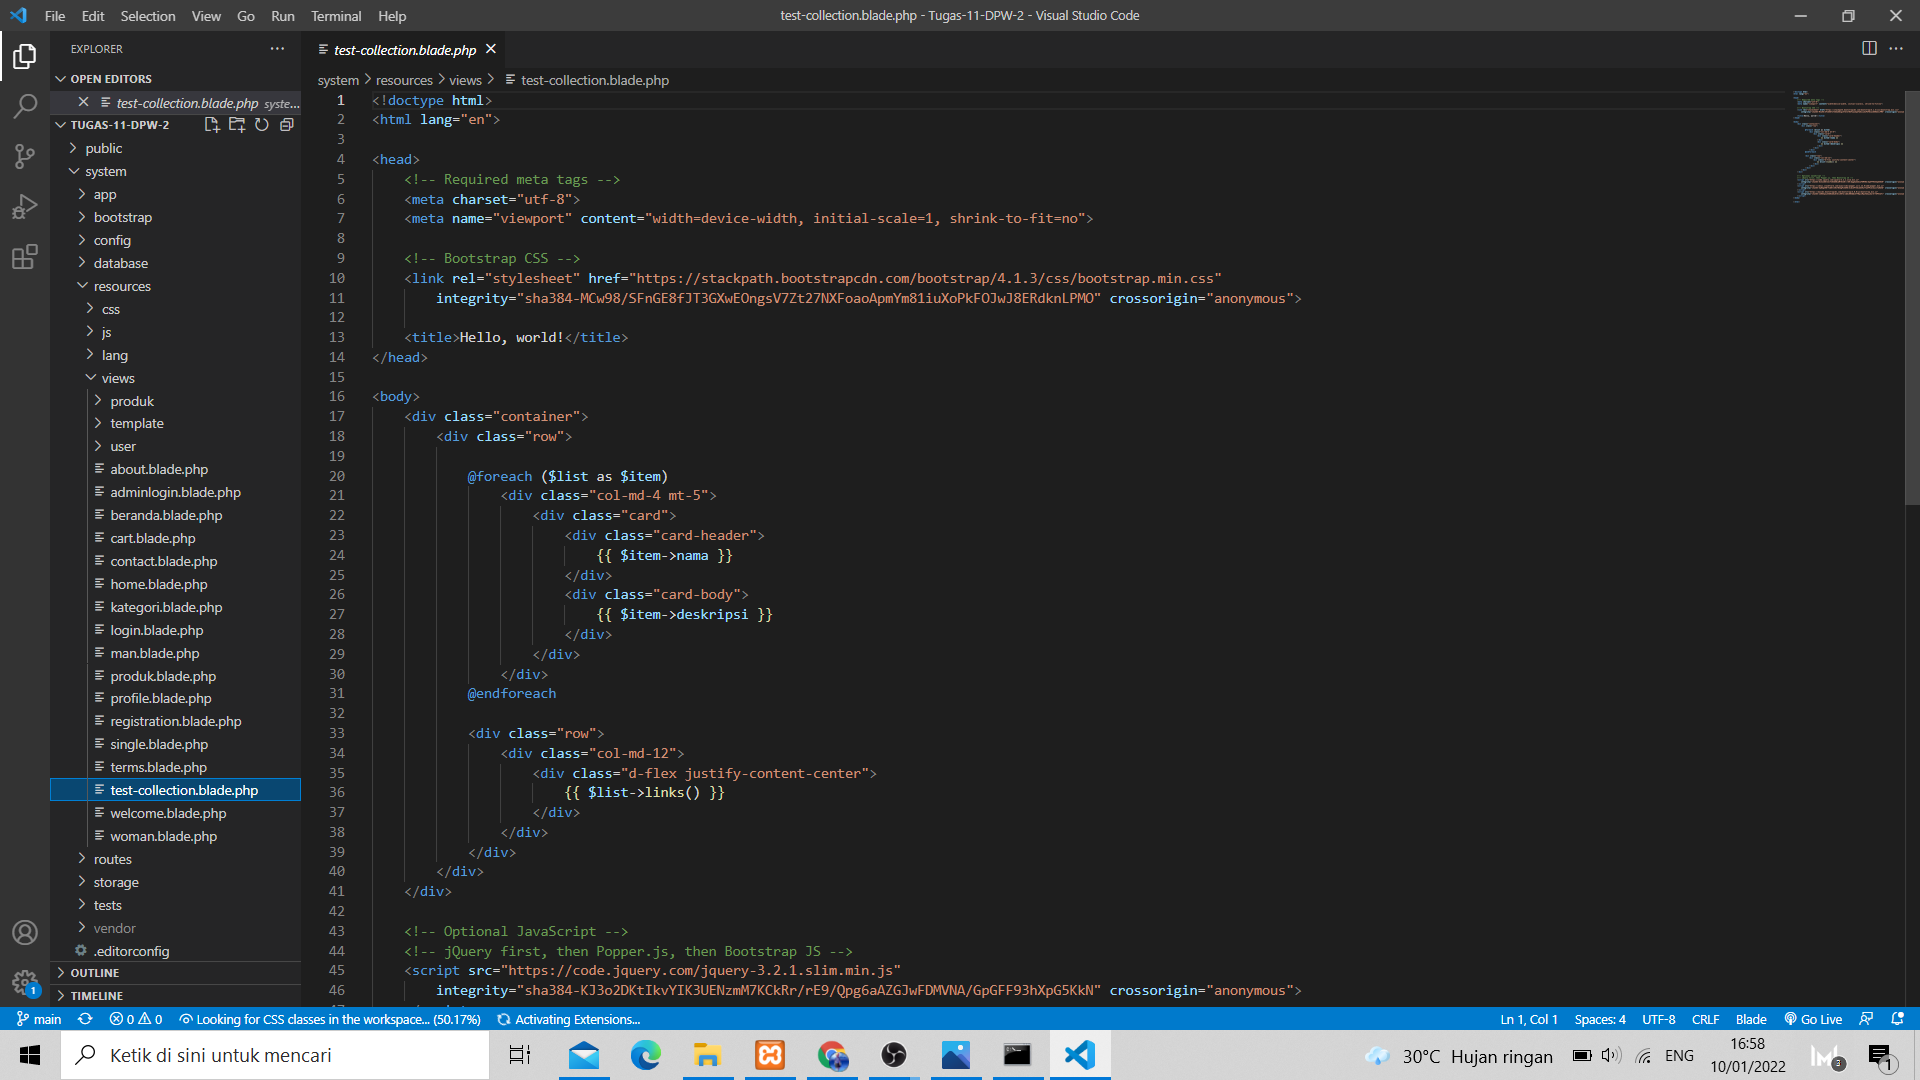 File Edit Selection View Go Run Terminal Help
test-collection.blade.php - Tugas-11-DPW-2 - Visual Studio Code
EXPLORER
OPEN EDITORS
test-collection.blade.php syste...
TUGAS-11-DPW-2
public
system
app
bootstrap
config
database
resources
css
js
lang
views
produk
template
user
about.blade.php
adminlogin.blade.php
beranda.blade.php
cart.blade.php
contact.blade.php
home.blade.php
kategori.blade.php
login.blade.php
man.blade.php
produk.blade.php
profile.blade.php
registration.blade.php
single.blade.php
terms.blade.php
test-collection.blade.php
welcome.blade.php
woman.blade.php
routes
storage
tests
vendor
.editorconfig
OUTLINE
TIMELINE
1
test-collection.blade.php
system > resources > views > test-collection.blade.php
1 <!doctype html>
2 <html lang="en">
3
4 <head>
5 <!-- Required meta tags -->
6 <meta charset="utf-8">
7 <meta name="viewport" content="width=device-width, initial-scale=1, shrink-to-fit=no">
8
9 <!-- Bootstrap CSS -->
10 <link rel="stylesheet" href="https://stackpath.bootstrapcdn.com/bootstrap/4.1.3/css/bootstrap.min.css"
11 integrity="sha384-MCw98/SFnGE8fJT3GXwEOngsV7Zt27NXFoaoApmYm81iuXoPkFOJwJ8ERdknLPMO" crossorigin="anonymous">
12
13 <title>Hello, world!</title>
14 </head>
15
16 <body>
17 <div class="container">
18 <div class="row">
19
20 @foreach ($list as $item)
21 <div class="col-md-4 mt-5">
22 <div class="card">
23 <div class="card-header">
24 {{ $item->nama }}
25 </div>
26 <div class="card-body">
27 {{ $item->deskripsi }}
28 </div>
29 </div>
30 </div>
31 @endforeach
32
33 <div class="row">
34 <div class="col-md-12">
35 <div class="d-flex justify-content-center">
36 {{ $list->links() }}
37 </div>
38 </div>
39 </div>
40 </div>
41 </div>
42
43 <!-- Optional JavaScript -->
44 <!-- jQuery first, then Popper.js, then Bootstrap JS -->
45 <script src="https://code.jquery.com/jquery-3.2.1.slim.min.js"
46 integrity="sha384-KJ3o2DKtIkvYIK3UENzmM7KCkRr/rE9/Qpg6aAZGJwFDMVNA/GpGFF93hXpG5KkN" crossorigin="anonymous">
main 0 0 Looking for CSS classes in the workspace... (50.17%) Activating Extensions...
Ln 1, Col 1 Spaces: 4 UTF-8 CRLF Blade Go Live
Ketik di sini untuk mencari
30°C Hujan ringan
ENG
16:58
10/01/2022
3
1